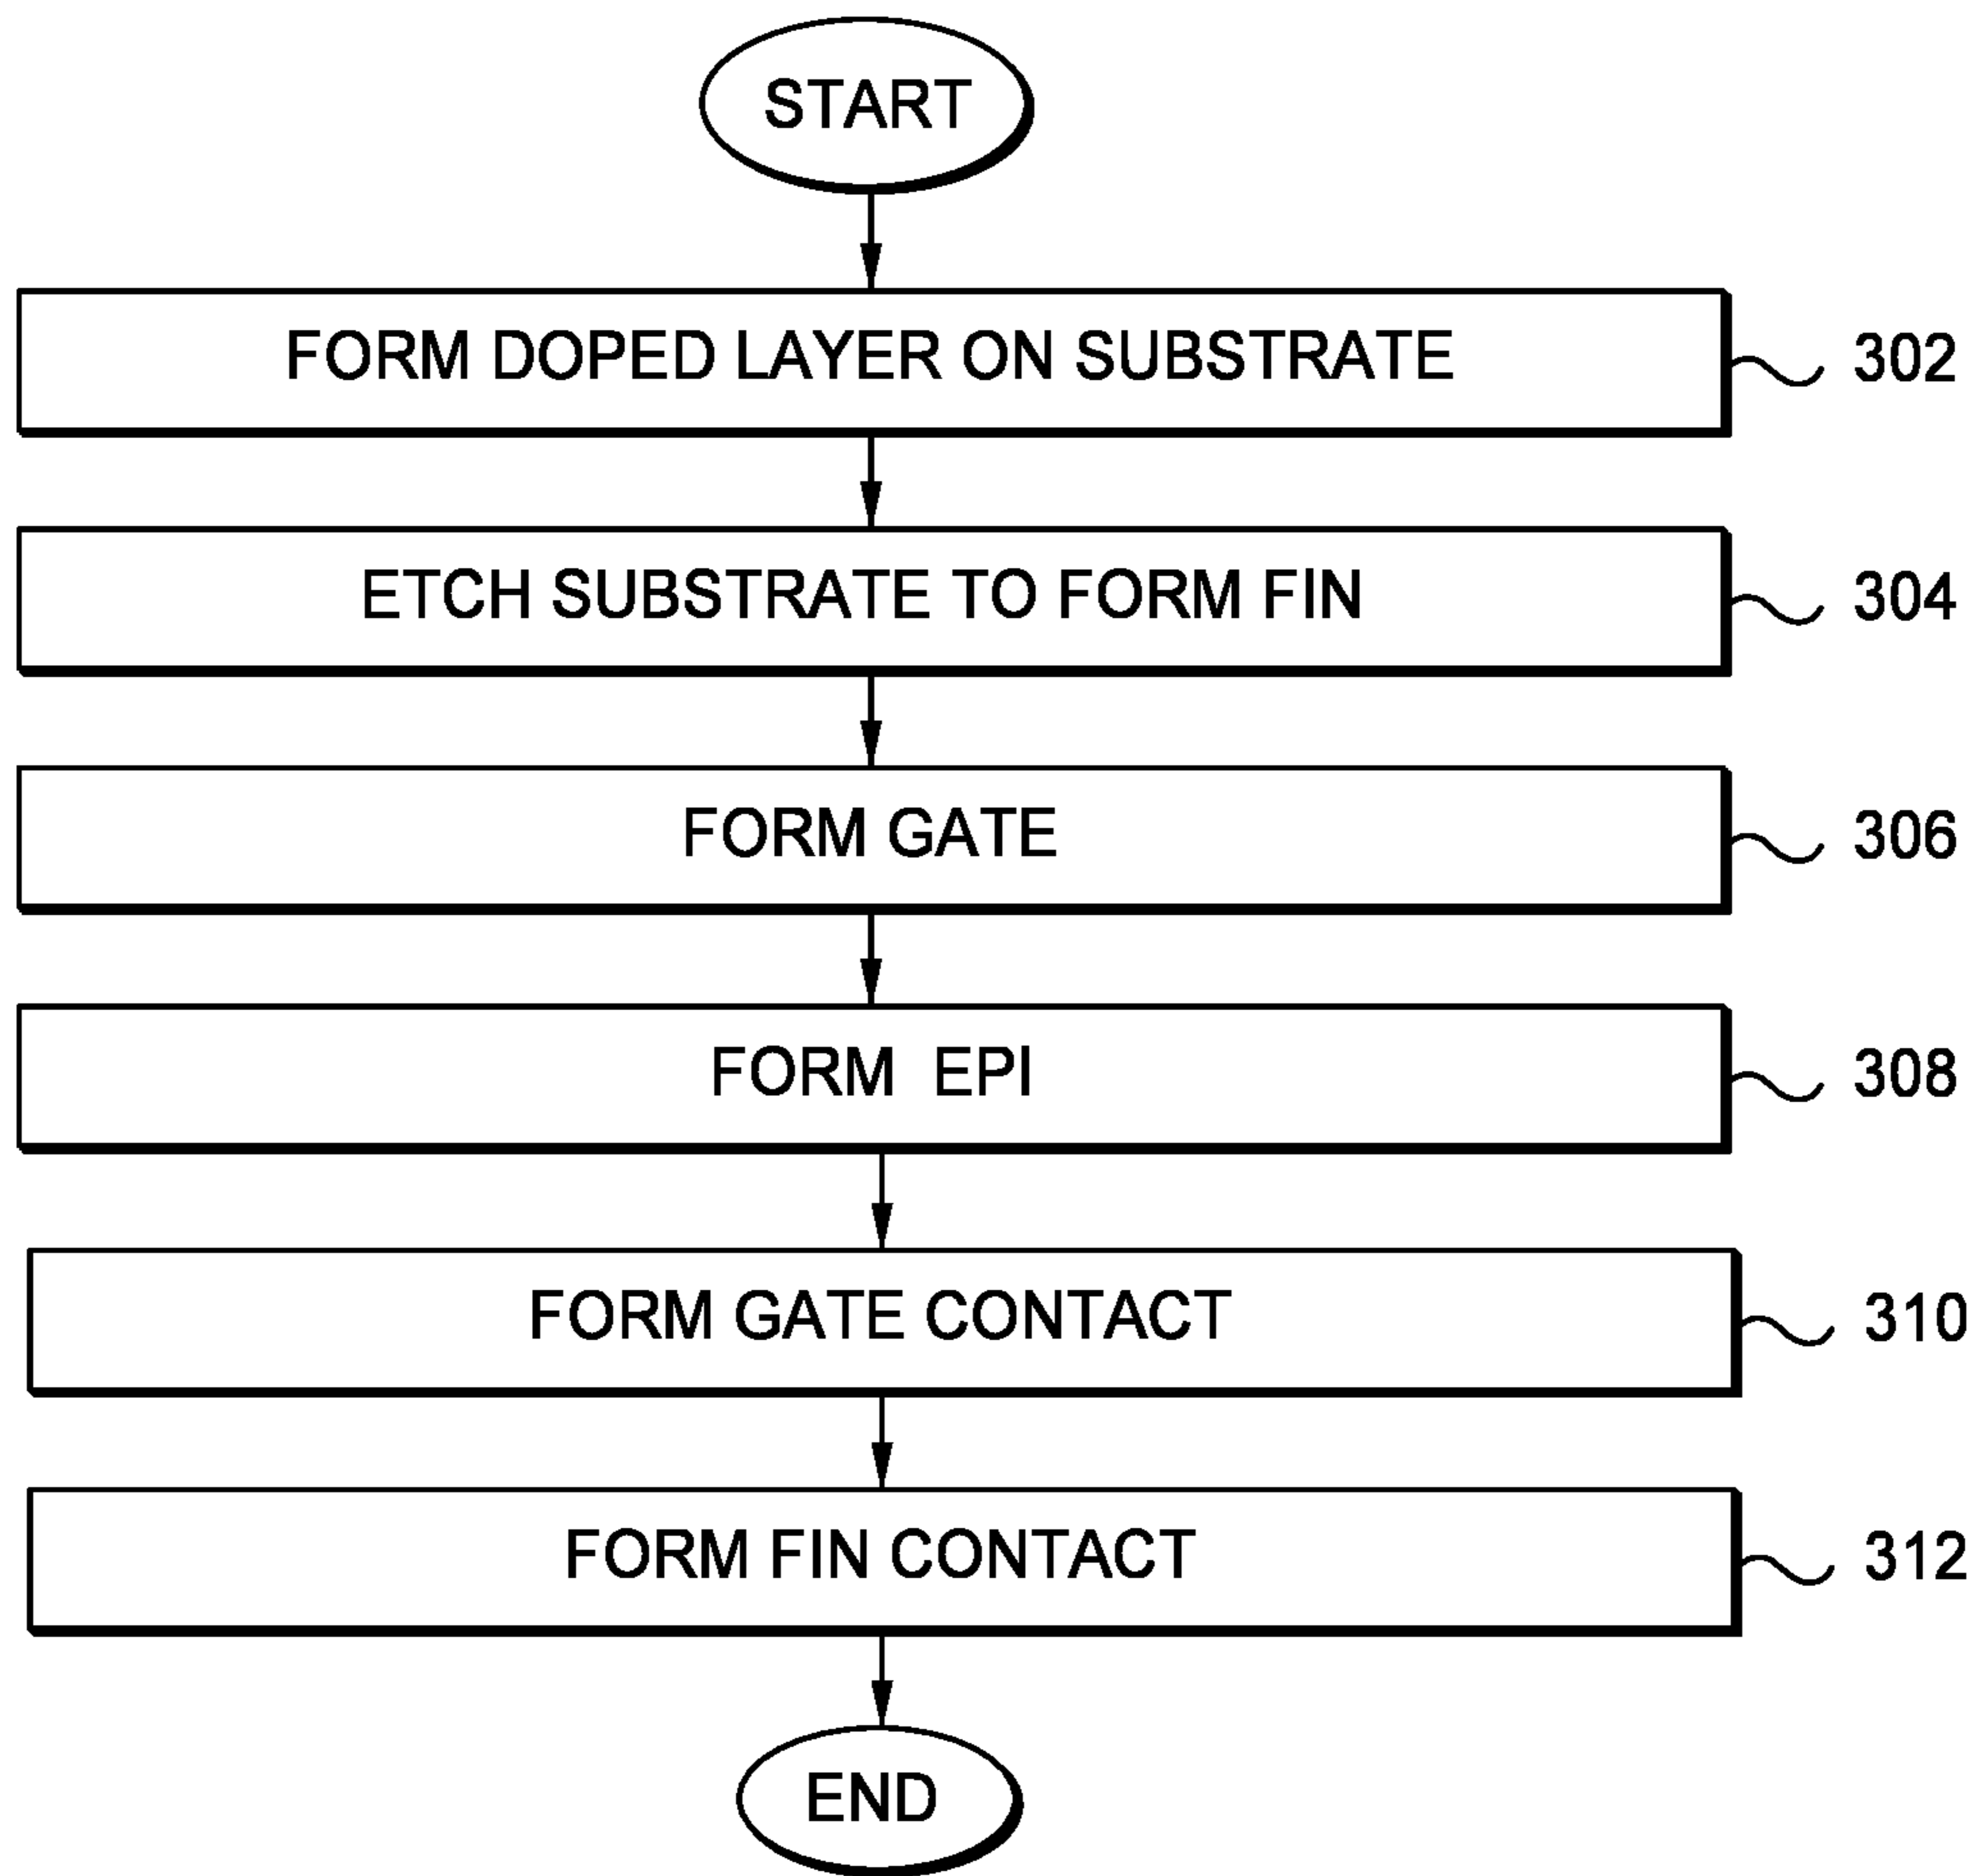 START
FORM DOPED LAYER ON SUBSTRATE 302
ETCH SUBSTRATE TO FORM FIN 304
FORM GATE 306
FORM EPI 308
FORM GATE CONTACT 310
FORM FIN CONTACT 312
END